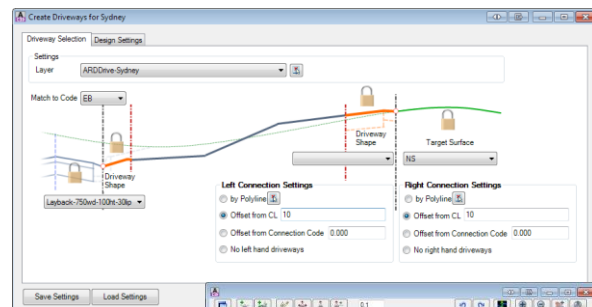 Create Driveways for Sydney
Driveway Selection
Design Settings
Settings
Layer
ARDDrive-Sydney
Match to Code
EB
Driveway
Shape
Layback-750wd-100ht-30lip
Driveway
Shape
Target Surface
NS
Left Connection Settings
by Polyline
Offset from CL 10
Offset from Connection Code 0.000
No left hand driveways
Right Connection Settings
by Polyline
Offset from CL 10
Offset from Connection Code 0.000
No right hand driveways
Save Settings
Load Settings
0.1